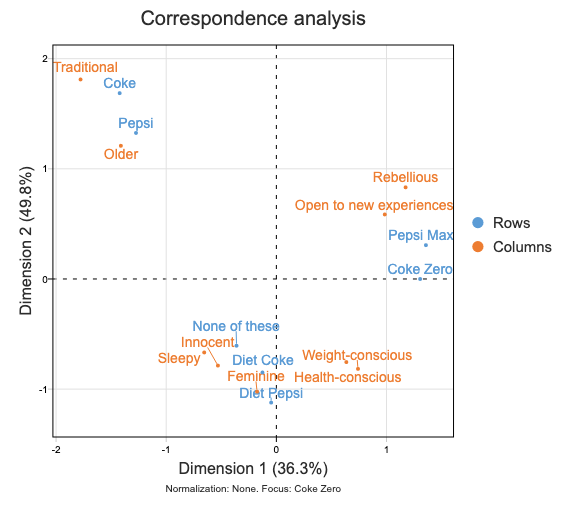 Correspondence analysis
2
Traditional
Coke
Pepsi
Older
1
Rebellious
Open to new experiences
Pepsi Max
Coke Zero
0
None of these
Innocent
Sleepy
Diet Coke
Weight-conscious
Feminine
Health-conscious
Diet Pepsi
-1
-2
-1
0
1
Dimension 2 (49.8%)
Dimension 1 (36.3%)
Normalization: None. Focus: Coke Zero
Rows
Columns